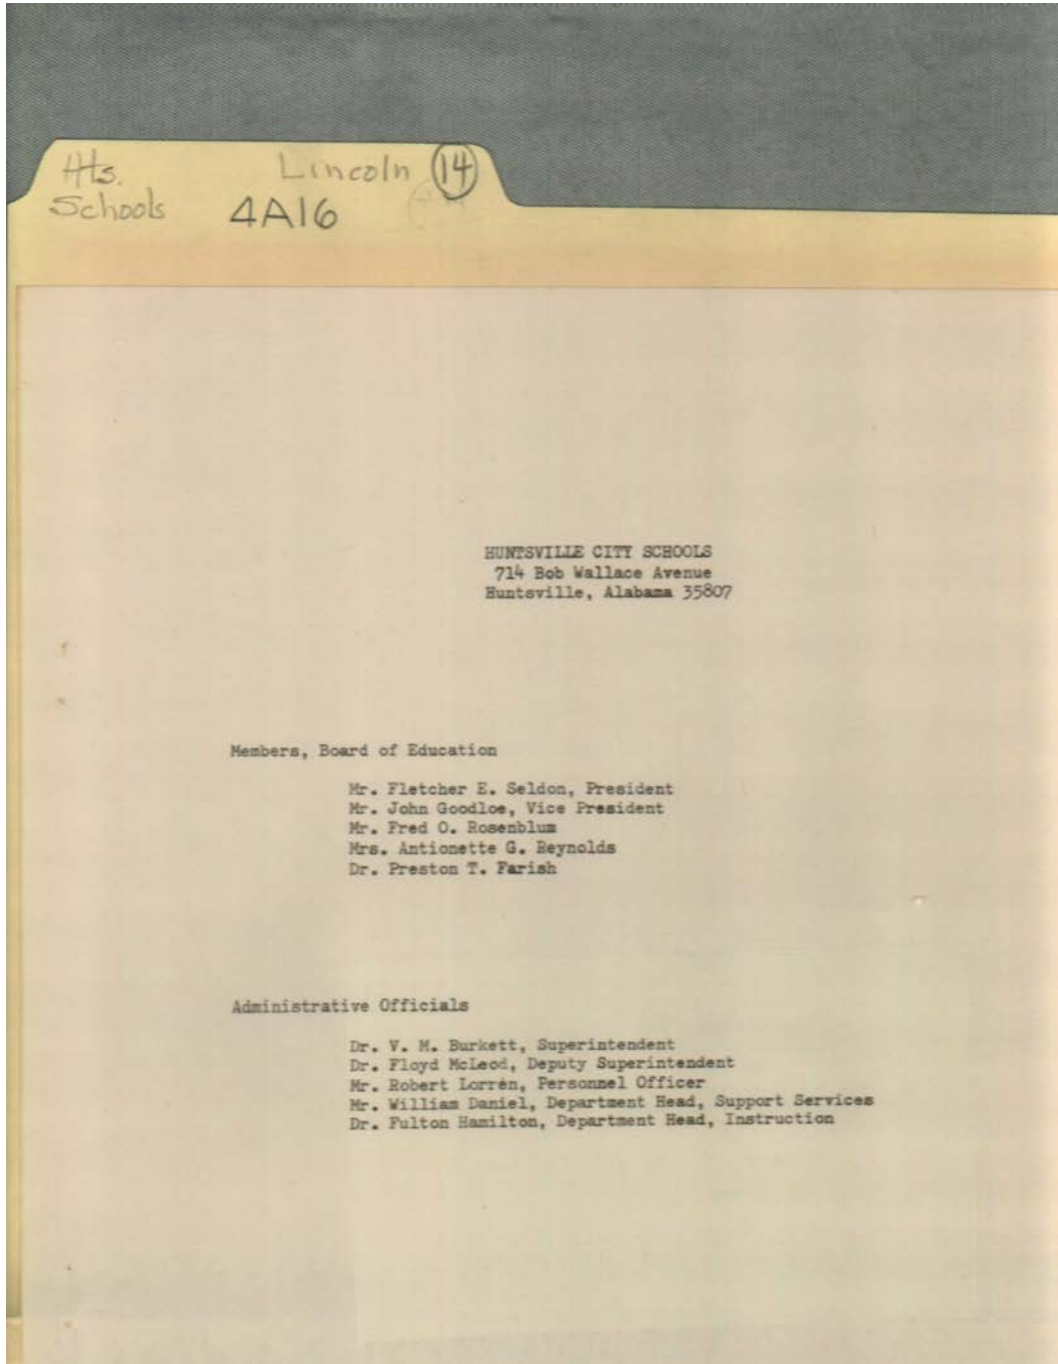 Hts. Lincoln 14
Schools 4A16
HUNTSVILLE CITY SCHOOLS
714 Bob Wallace Avenue
Huntsville, Alabama 35807
Members, Board of Education
Mr. Fletcher E. Seldon, President
Mr. John Goodloe, Vice President
Mr. Fred O. Rosenblum
Mrs. Antionette G. Reynolds
Dr. Preston T. Farish
Administrative Officials
Dr. V. M. Burkett, Superintendent
Dr. Floyd McLeod, Deputy Superintendent
Mr. Robert Lorren, Personnel Officer
Mr. William Daniel, Department Head, Support Services
Dr. Fulton Hamilton, Department Head, Instruction